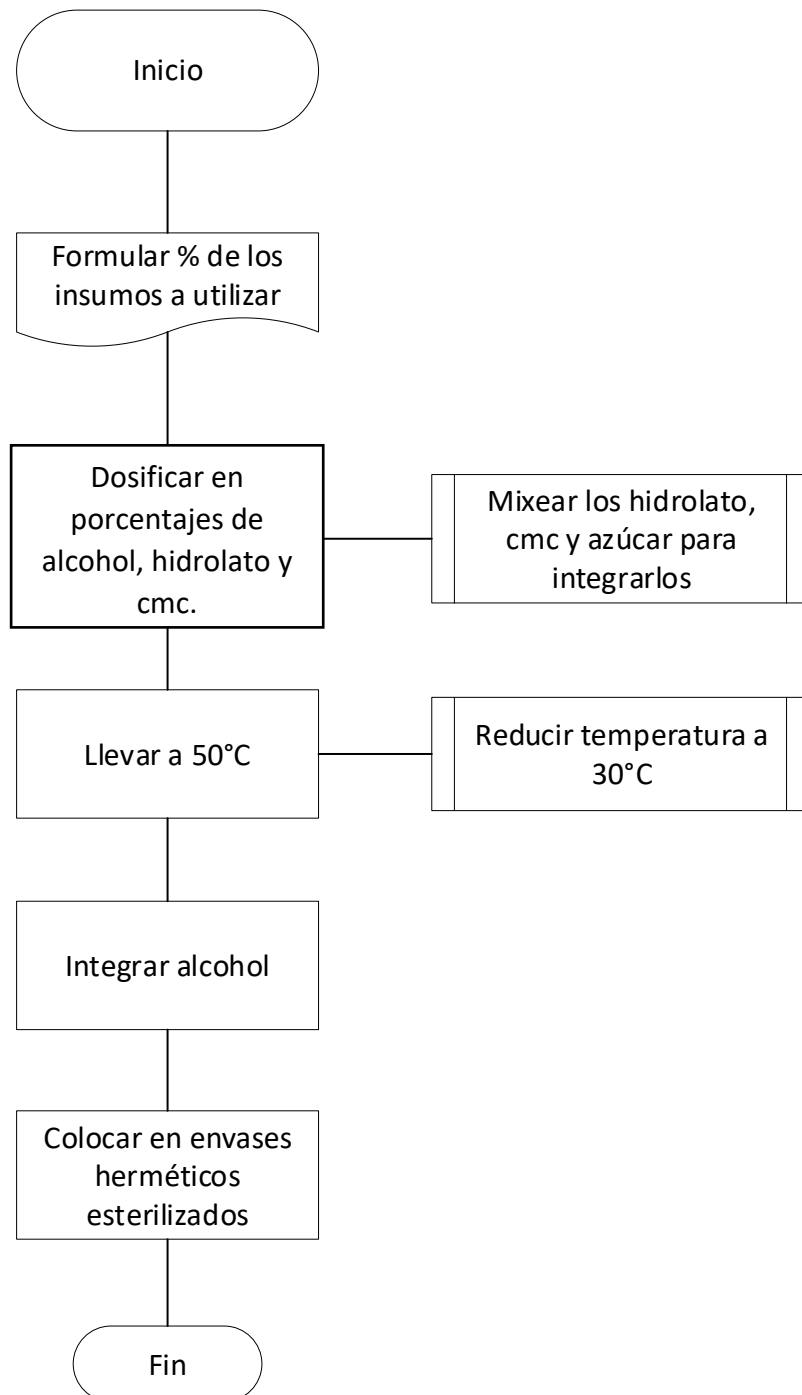 Inicio
Formular % de los
insumos a utilizar
Dosificar en
porcentajes de
alcohol, hidrolato y
cmc.
Mixear los hidrolato,
cmc y azúcar para
integrarlos
Llevar a 50°C
Reducir temperatura a
30°C
Integrar alcohol
Colocar en envases
herméticos
esterilizados
Fin